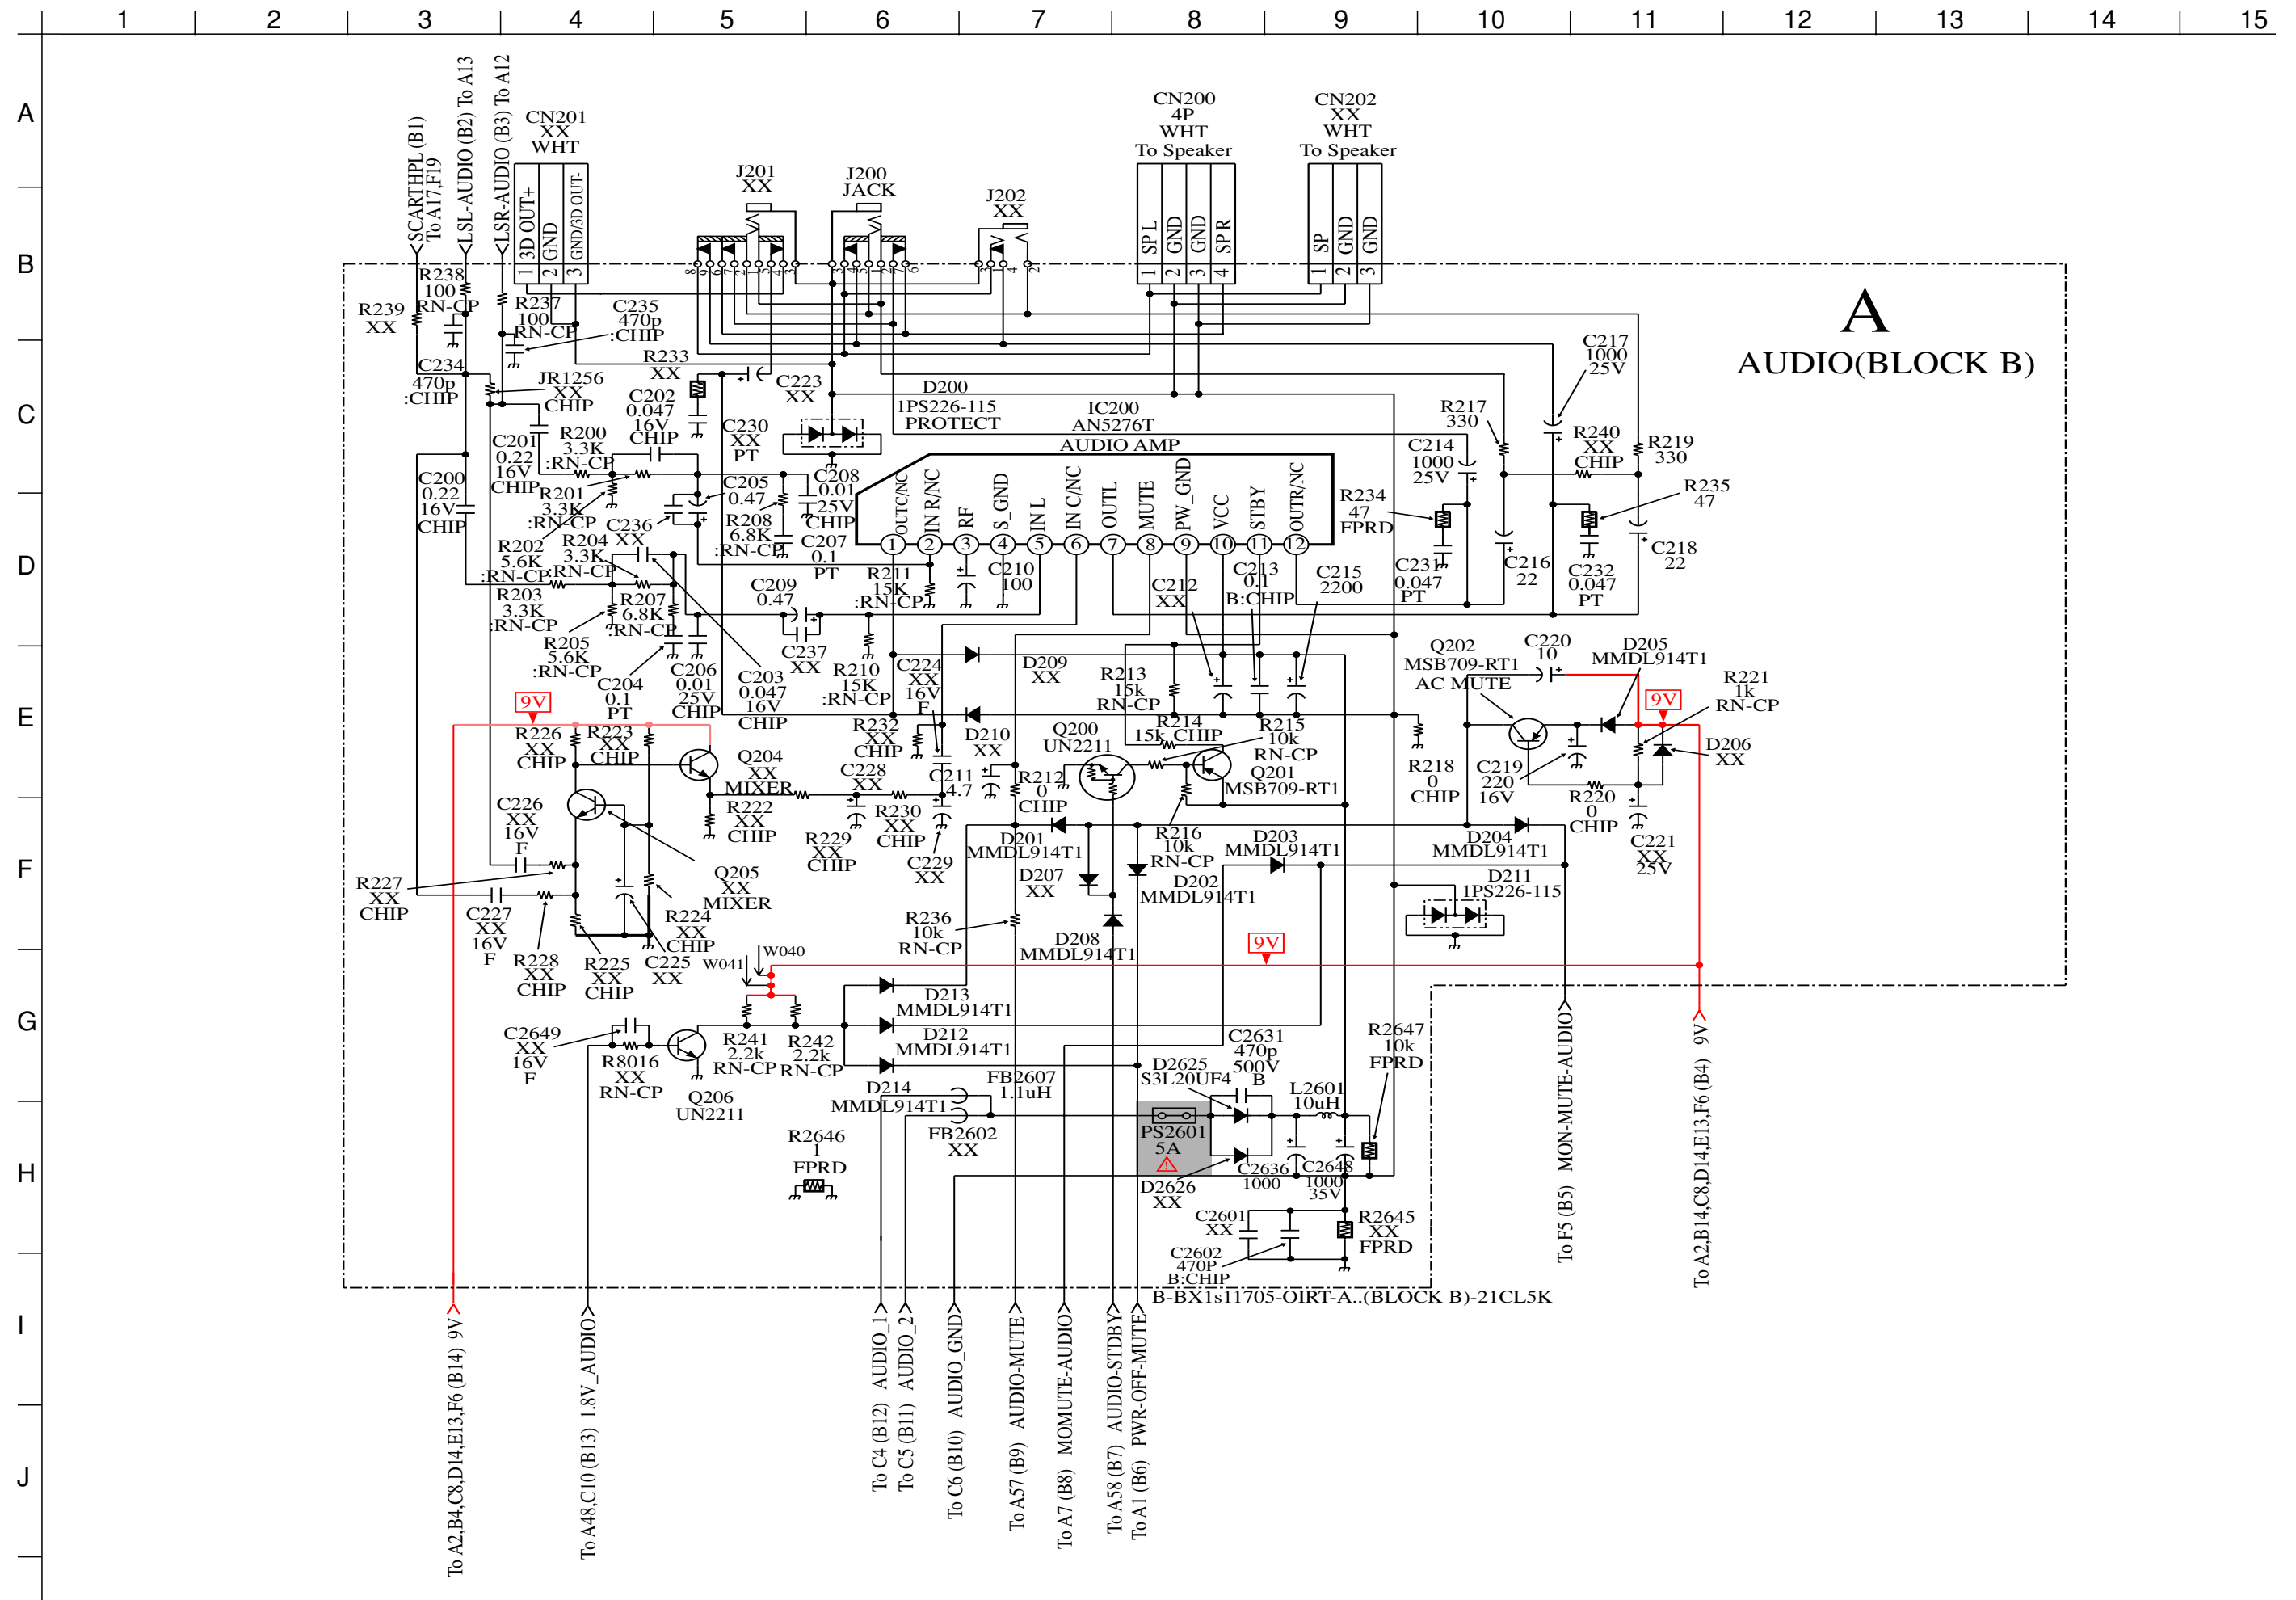 1 2 3 4 5 6 7 8 9 10 11 12 13 14 15
A
B
C
D
E
F
G
H
I
J
SCARTHPL (B1)
To A17,F19
LSL-AUDIO (B2) To A13
LSR-AUDIO (B3) To A12
CN201
XX
WHT
1 3D OUT+
2 GND
3 GND/3D OUT-
J201
XX
J200
JACK
J202
XX
CN200
4P
WHT
To Speaker
1 SP L
2 GND
3 GND
4 SP R
CN202
XX
WHT
To Speaker
1 SP
2 GND
3 GND
A
AUDIO(BLOCK B)
R238
100
RN-CP
R239
XX
R237
100
RN-CP
C235
470p
:CHIP
C234
470p
:CHIP
JR1256
XX
CHIP
R233
XX
C202
0.047
16V
CHIP
C223
XX
C230
XX
PT
D200
1PS226-115
PROTECT
IC200
AN5276T
AUDIO AMP
R217
330
C217
1000
25V
C214
1000
25V
R240
XX
CHIP
R219
330
C201
0.22
16V
CHIP
R200
3.3K
:RN-CP
C200
0.22
16V
CHIP
R201
3.3K
:RN-CP
C205
0.47
C208
0.01
25V
CHIP
C236
XX
R208
6.8K
:RN-CP
C207
0.1
PT
R202
5.6K
:RN-CP
R204
3.3K
:RN-CP
OUTC/NC
IN R/NC
RF
S_GND
IN L
IN C/NC
OUTL
MUTE
PW_GND
VCC
STBY
OUTR/NC
1 2 3 4 5 6 7 8 9 10 11 12
R234
47
FPRD
R235
47
R203
3.3K
:RN-CP
R207
6.8K
:RN-CP
C209
0.47
R211
15K
:RN-CP
C210
100
C212
XX
C213
0.1
B:CHIP
C215
2200
C231
0.047
PT
C216
22
C232
0.047
PT
C218
22
R205
5.6K
:RN-CP
C204
0.1
PT
C206
0.01
25V
CHIP
C203
0.047
16V
CHIP
C237
XX
R210
15K
:RN-CP
C224
XX
16V
F
D209
XX
R213
15k
RN-CP
Q202
MSB709-RT1
AC MUTE
C220
10
D205
MMDL914T1
R221
1k
RN-CP
9V
9V
R226
XX
CHIP
R223
XX
CHIP
Q204
XX
MIXER
R232
XX
CHIP
D210
XX
Q200
UN2211
R214
15k CHIP
R215
10k
RN-CP
Q201
MSB709-RT1
R218
0
CHIP
C219
220
16V
D206
XX
R220
0
CHIP
C228
XX
C211
4.7
R212
0
CHIP
C226
XX
16V
F
R222
XX
CHIP
R229
XX
CHIP
R230
XX
CHIP
C229
XX
D201
MMDL914T1
R216
10k
RN-CP
D203
MMDL914T1
D204
MMDL914T1
C221
XX
25V
R227
XX
CHIP
Q205
XX
MIXER
D207
XX
D202
MMDL914T1
D211
1PS226-115
C227
XX
16V
F
R224
XX
CHIP
R236
10k
RN-CP
D208
MMDL914T1
R228
XX
CHIP
R225
XX
CHIP
C225
XX
W041
W040
9V
D213
MMDL914T1
D212
MMDL914T1
C2649
XX
16V
F
R8016
XX
RN-CP
Q206
UN2211
R241
2.2k
RN-CP
R242
2.2k
RN-CP
D214
MMDL914T1
FB2607
1.1uH
FB2602
XX
D2625
S3L20UF4
C2631
470p
500V
B
L2601
10uH
R2647
10k
FPRD
R2646
1
FPRD
PS2601
5A
D2626
XX
C2636
1000
C2648
1000
35V
C2601
XX
C2602
470P
B:CHIP
R2645
XX
FPRD
B-BX1s11705-OIRT-A..(BLOCK B)-21CL5K
To A2,B4,C8,D14,E13,F6 (B14) 9V
To A48,C10 (B13) 1.8V_AUDIO
To C4 (B12) AUDIO_1
To C5 (B11) AUDIO_2
To C6 (B10) AUDIO_GND
To A57 (B9) AUDIO-MUTE
To A7 (B8) MOMUTE-AUDIO
To A58 (B7) AUDIO-STDBY
To A1 (B6) PWR-OFF-MUTE
To F5 (B5) MON-MUTE-AUDIO
To A2,B14,C8,D14,E13,F6 (B4) 9V